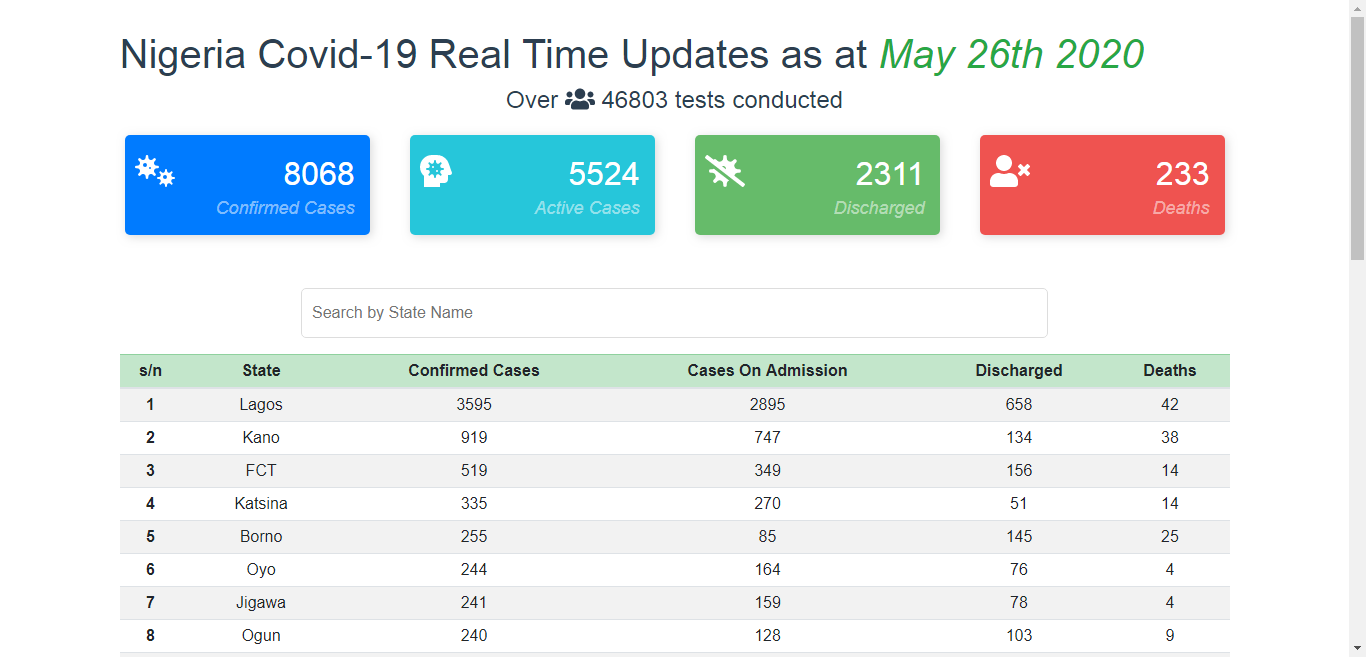 Nigeria Covid-19 Real Time Updates as at May 26th 2020
Over 46803 tests conducted
8068 5524 2311 233
Confirmed Cases Active Cases Discharged Deaths
Search by State Name
s/n State Confirmed Cases Cases On Admission Discharged Deaths
1 Lagos 3595 2895 658 42
2 Kano 919 747 134 38
3 FCT 519 349 156 14
4 Katsina 335 270 51 14
5 Borno 255 85 145 25
6 Oyo 244 164 76 4
7 Jigawa 241 159 78 4
8 Ogun 240 128 103 9